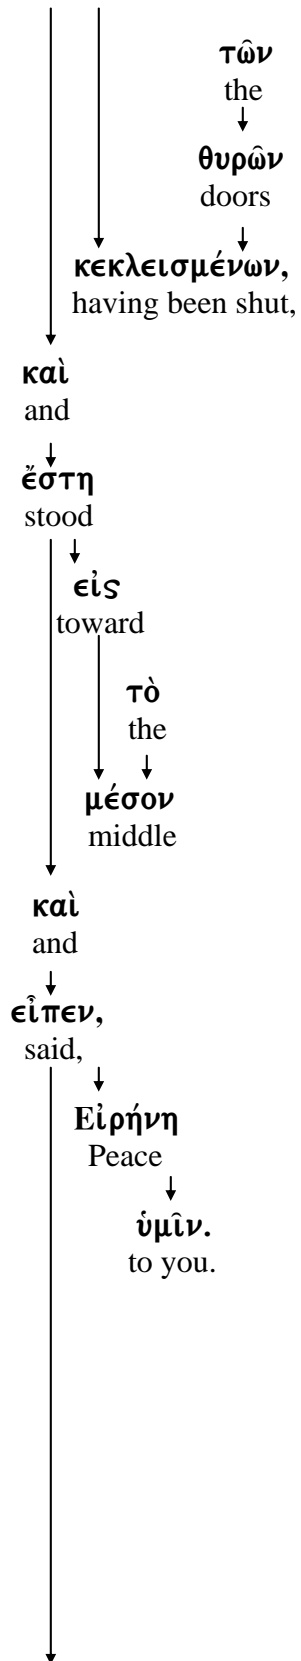 τῶν
the
θυρῶν
doors
κεκλεισμένων,
having been shut,
καὶ
and
ἔστη
stood
εἰς
toward
τὸ
the
μέσον
middle
καὶ
and
εἶπεν,
said,
Εἰρήνη
Peace
ὑμῖν.
to you.